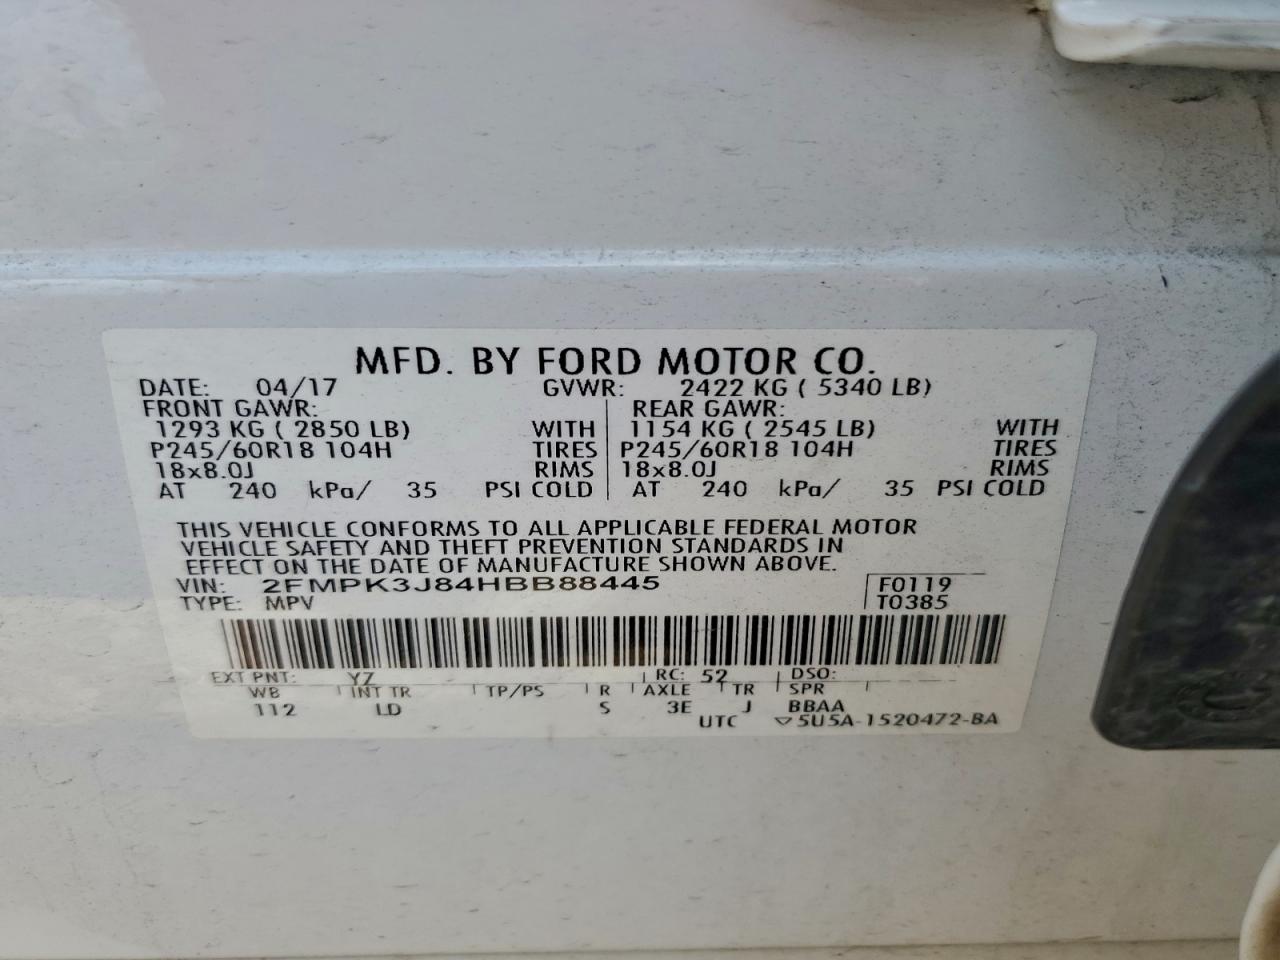 MFD. BY FORD MOTOR CO.
DATE: 04/17 GVWR: 2422 KG ( 5340 LB)
FRONT GAWR: REAR GAWR:
1293 KG ( 2850 LB) WITH 1154 KG ( 2545 LB) WITH
P245/60R18 104H TIRES P245/60R18 104H TIRES
18x8.0J RIMS 18x8.0J RIMS
AT 240 kPa/ 35 PSI COLD AT 240 kPa/ 35 PSI COLD
THIS VEHICLE CONFORMS TO ALL APPLICABLE FEDERAL MOTOR
VEHICLE SAFETY AND THEFT PREVENTION STANDARDS IN
EFFECT ON THE DATE OF MANUFACTURE SHOWN ABOVE.
VIN: 2FMPK3J84HBB88445 F0119
TYPE: MPV T0385
EXT PNT: YZ RC: 52 DSO:
WB INT TR TP/PS R AXLE TR SPR
112 LD S 3E J BBAA
UTC ▽5U5A-1520472-BA